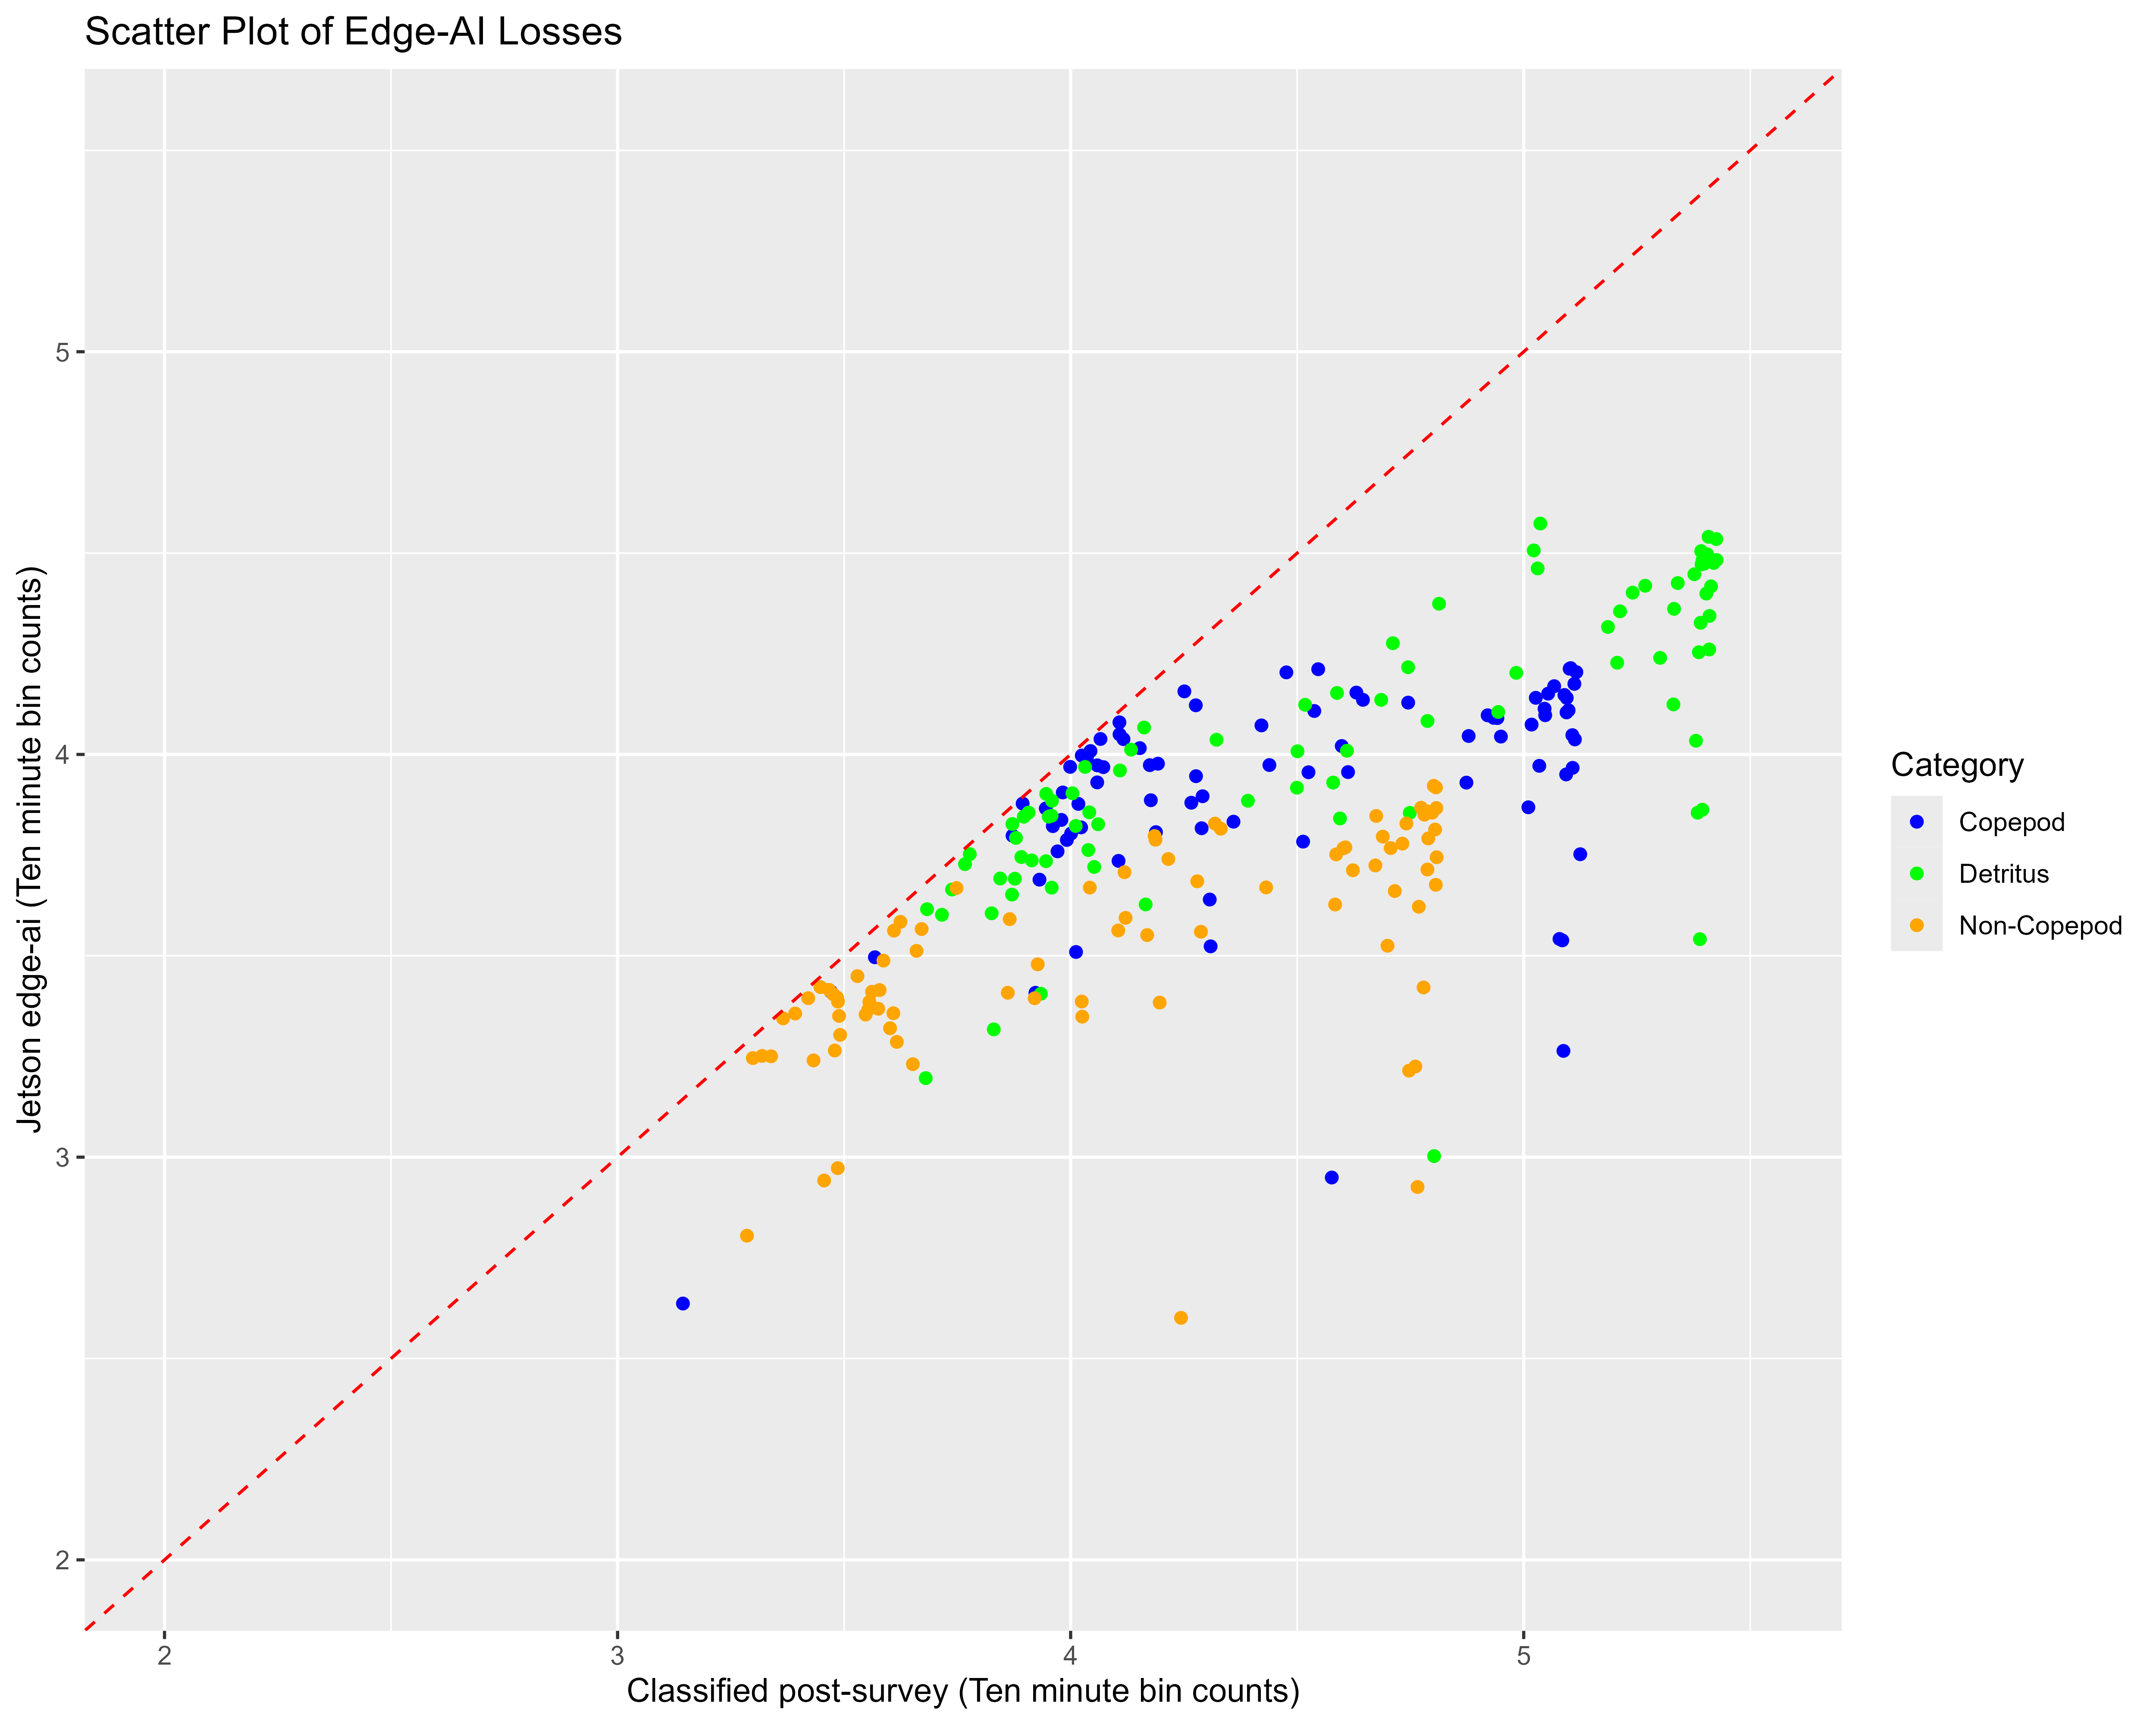 Scatter Plot of Edge-AI Losses
Jetson edge-ai (Ten minute bin counts)
5
4
3
2
2 3 4 5
Classified post-survey (Ten minute bin counts)
Category
Copepod
Detritus
Non-Copepod